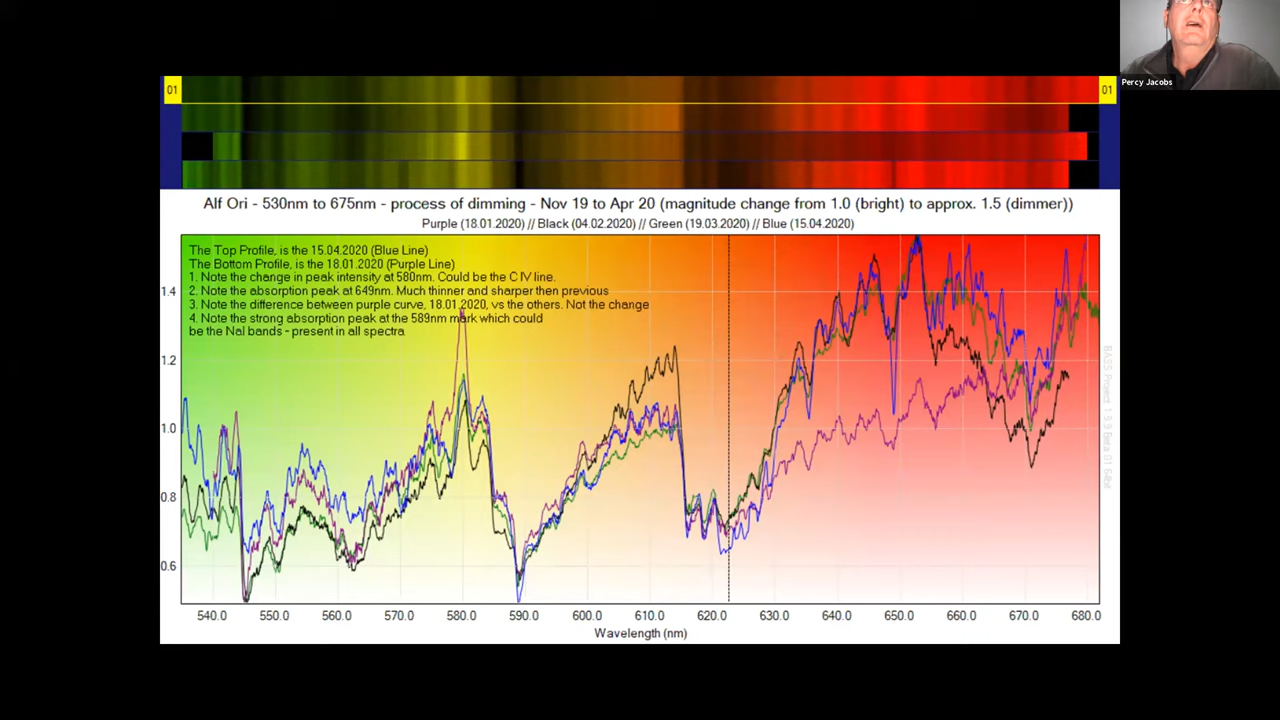 Percy Jacobs
01 01
Alf Ori - 530nm to 675nm - process of dimming - Nov 19 to Apr 20 (magnitude change from 1.0 (bright) to approx. 1.5 (dimmer))
Purple (18.01.2020) // Black (04.02.2020) // Green (19.03.2020) // Blue (15.04.2020)
The Top Profile, is the 15.04.2020 (Blue Line)
The Bottom Profile, is the 18.01.2020 (Purple Line)
1. Note the change in peak intensity at 580nm. Could be the C IV line.
2. Note the absorption peak at 649nm. Much thinner and sharper then previous
3. Note the difference between purple curve, 18.01.2020, vs the others. Not the change
4. Note the strong absorption peak at the 589nm mark which could
be the NaI bands - present in all spectra
1.4
1.2
1.0
0.8
0.6
540.0 550.0 560.0 570.0 580.0 590.0 600.0 610.0 620.0 630.0 640.0 650.0 660.0 670.0 680.0
Wavelength (nm)
BASS Project 1.9.9 Beta 01 64bit